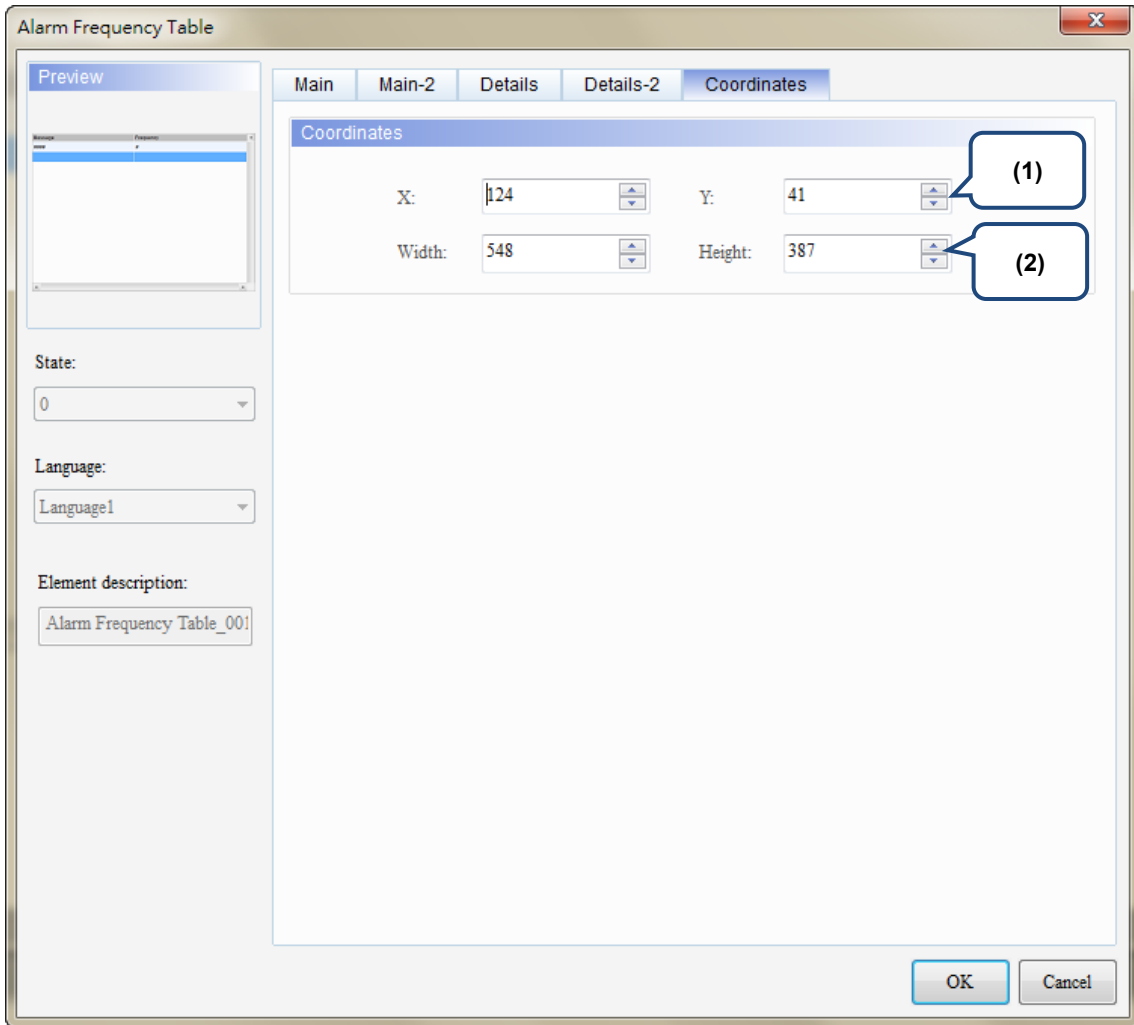 Alarm Frequency Table
Preview
Message Frequency
Main Main-2 Details Details-2 Coordinates
Coordinates
X: 124 Y: 41 (1)
Width: 548 Height: 387 (2)
State:
0
Language:
Language1
Element description:
Alarm Frequency Table_001
OK Cancel